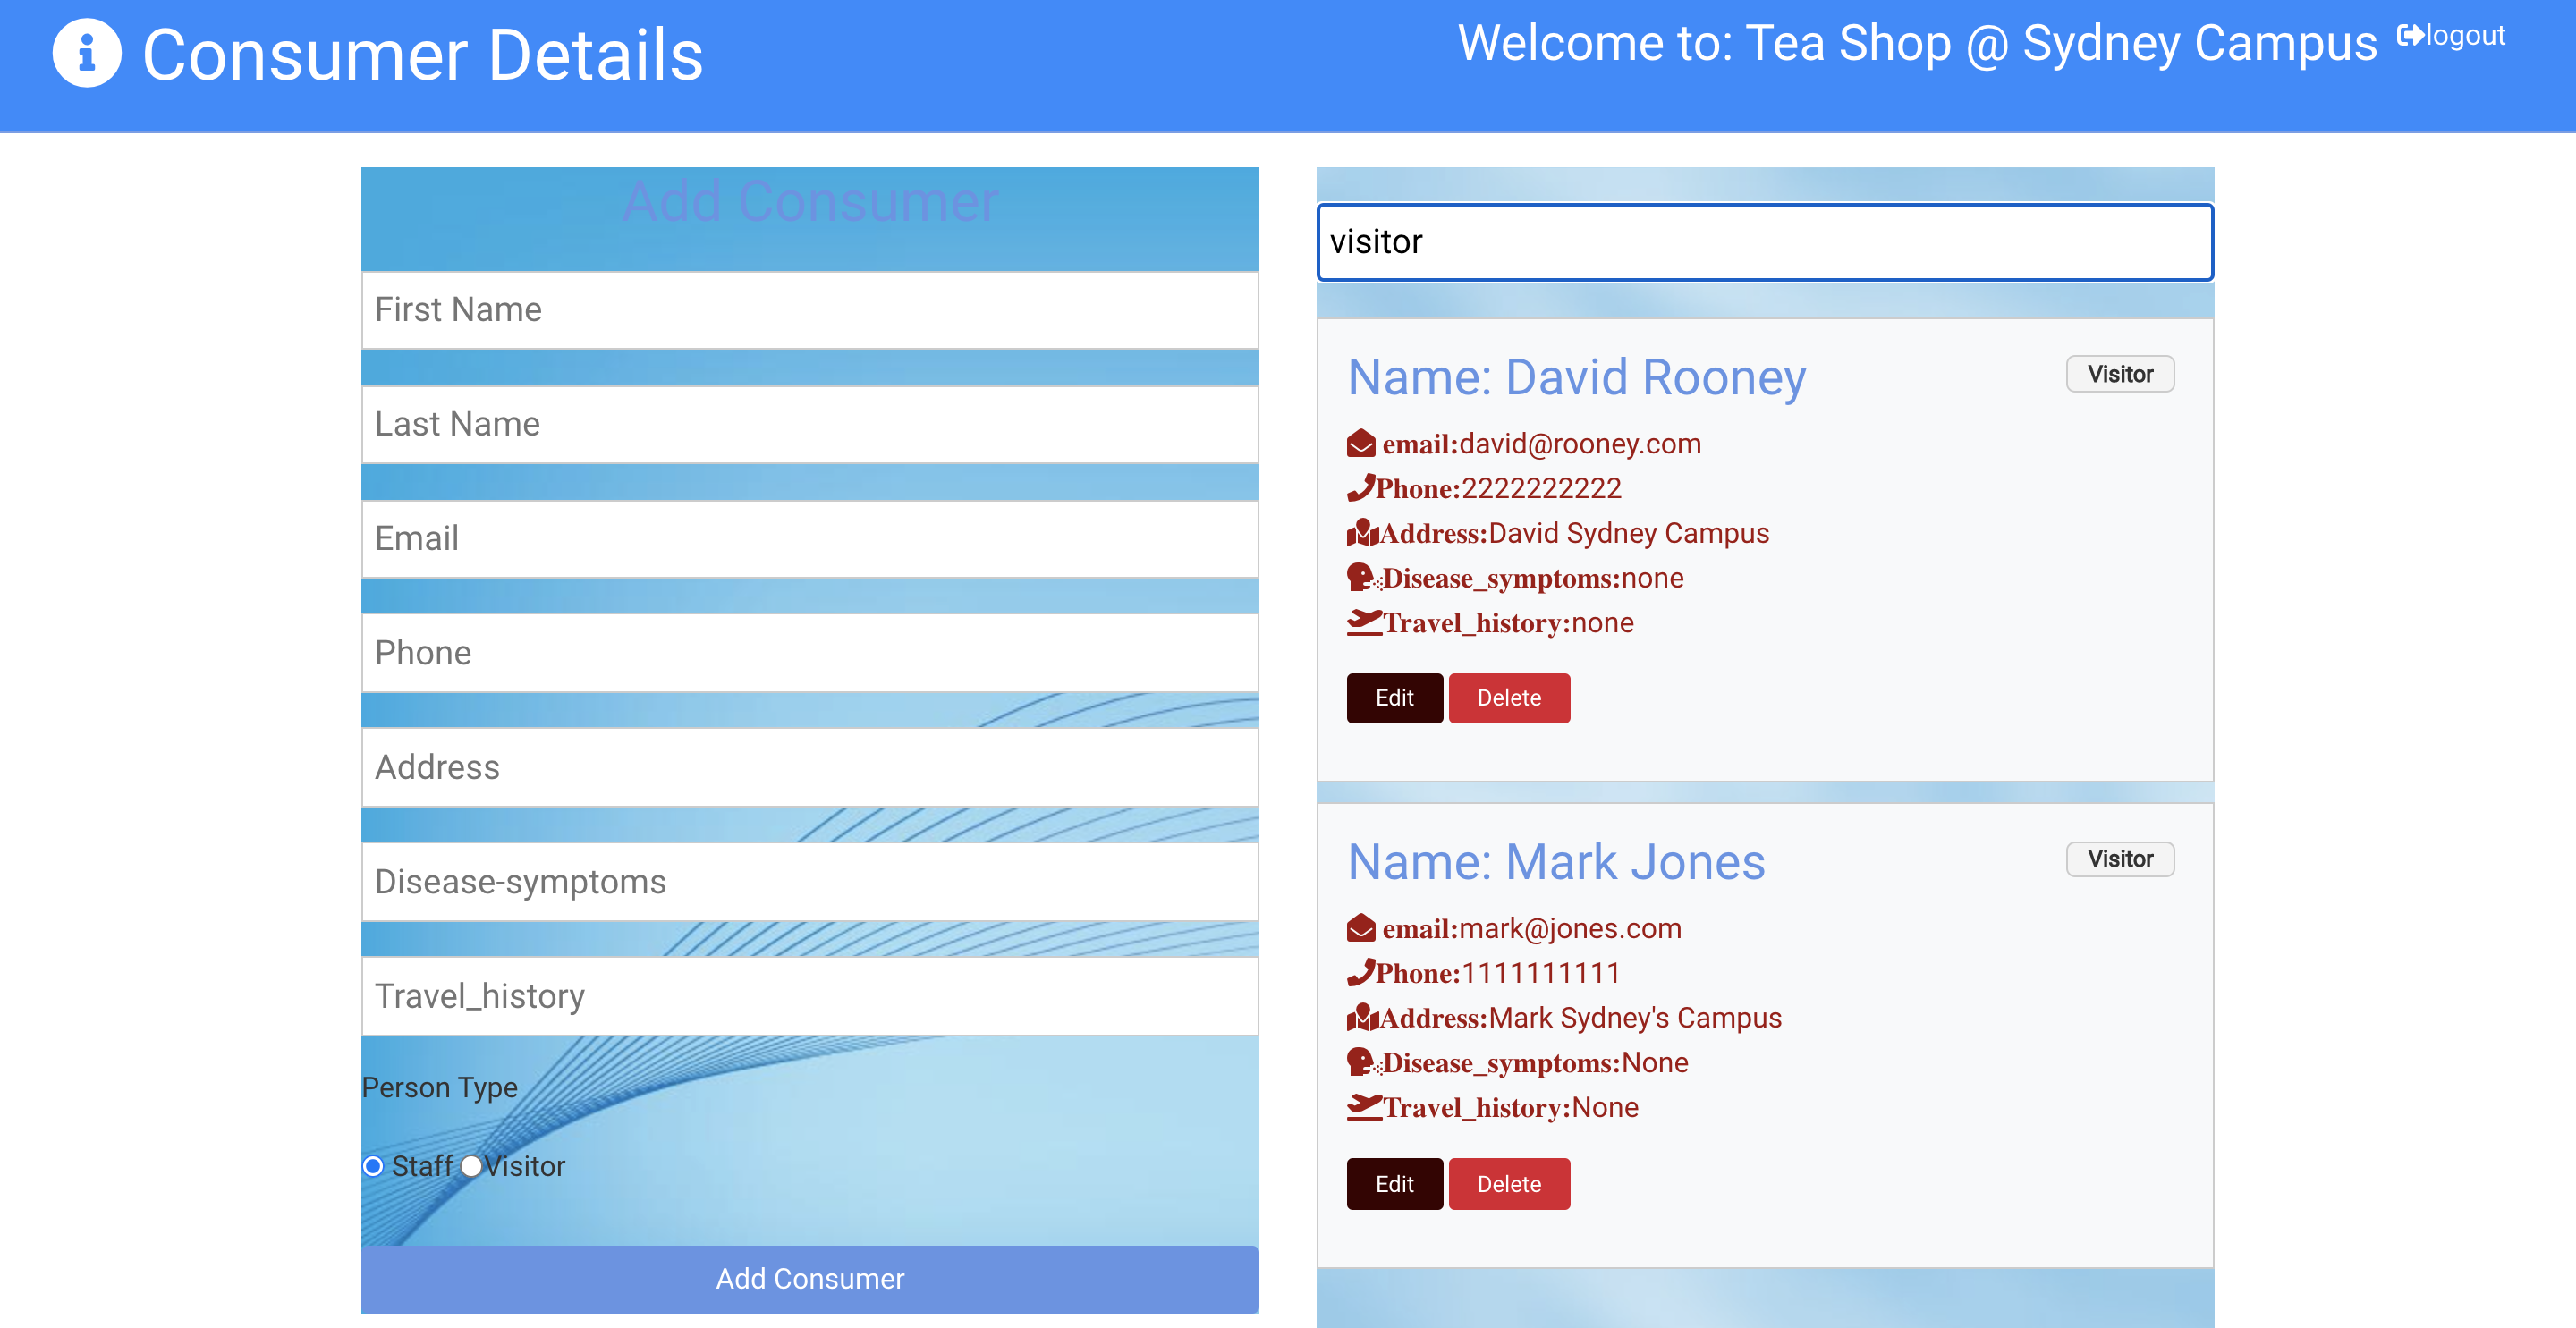 Consumer Details
Welcome to: Tea Shop @ Sydney Campus logout
Add Consumer
First Name
Last Name
Email
Phone
Address
Disease-symptoms
Travel_history
Person Type
Staff Visitor
Add Consumer
visitor
Name: David Rooney Visitor
email:david@rooney.com
Phone:2222222222
Address:David Sydney Campus
Disease_symptoms:none
Travel_history:none
Edit Delete
Name: Mark Jones Visitor
email:mark@jones.com
Phone:1111111111
Address:Mark Sydney's Campus
Disease_symptoms:None
Travel_history:None
Edit Delete